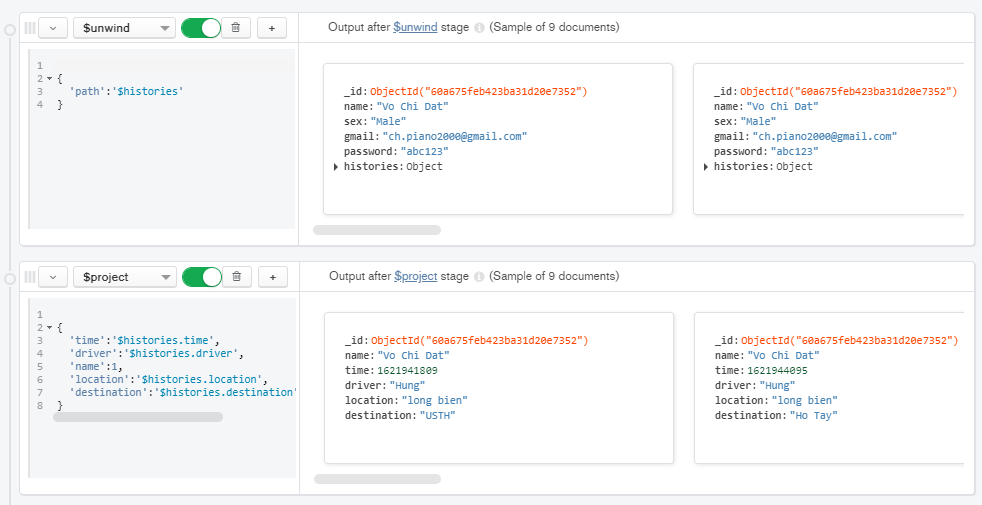 $unwind + Output after $unwind stage (Sample of 9 documents)
1
2 {
3 'path':'$histories'
4 }
_id:ObjectId("60a675feb423ba31d20e7352")
name:"Vo Chi Dat"
sex:"Male"
gmail:"ch.piano2000@gmail.com"
password:"abc123"
histories:Object
_id:ObjectId("60a675feb423ba31d20e7352")
name:"Vo Chi Dat"
sex:"Male"
gmail:"ch.piano2000@gmail.com"
password:"abc123"
histories:Object
$project + Output after $project stage (Sample of 9 documents)
1
2 {
3 'time':'$histories.time',
4 'driver':'$histories.driver',
5 'name':1,
6 'location':'$histories.location',
7 'destination':'$histories.destination'
8 }
_id:ObjectId("60a675feb423ba31d20e7352")
name:"Vo Chi Dat"
time:1621941809
driver:"Hung"
location:"long bien"
destination:"USTH"
_id:ObjectId("60a675feb423ba31d20e7352")
name:"Vo Chi Dat"
time:1621944095
driver:"Hung"
location:"long bien"
destination:"Ho Tay"